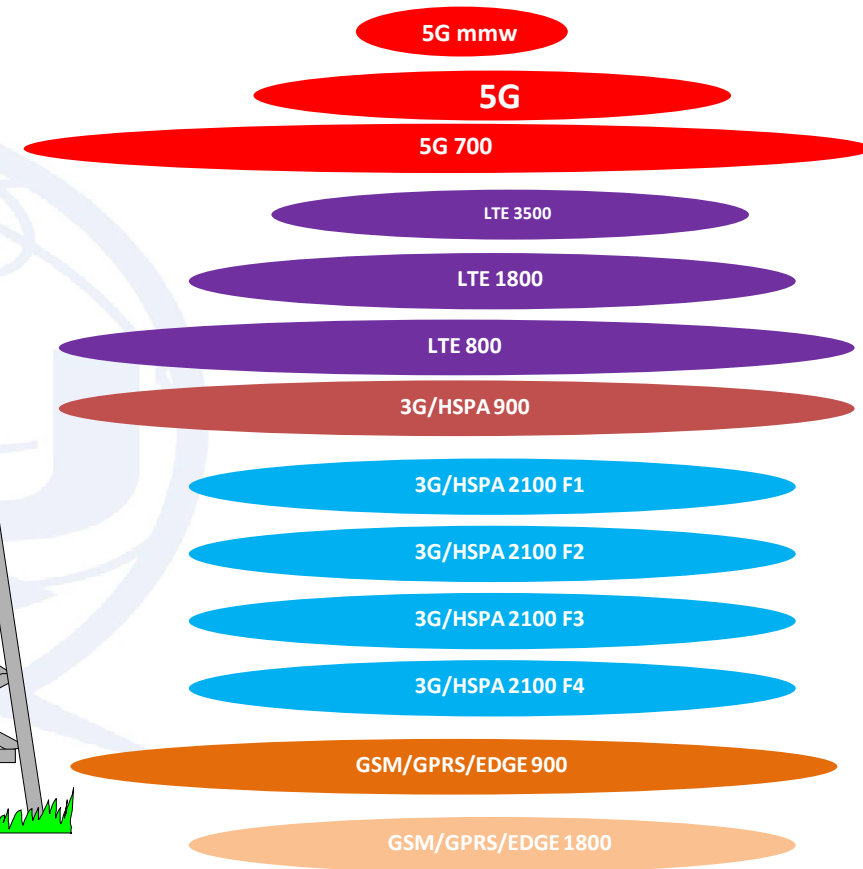 5G mmw
5G
5G 700
LTE 3500
LTE 1800
LTE 800
3G/HSPA 900
3G/HSPA 2100 F1
3G/HSPA 2100 F2
3G/HSPA 2100 F3
3G/HSPA 2100 F4
GSM/GPRS/EDGE 900
GSM/GPRS/EDGE 1800